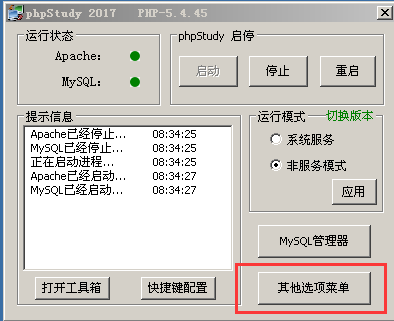 phpStudy 2017 PHP-5.4.45
运行状态
Apache:
MySQL:
phpStudy 启停
启动
停止
重启
提示信息
Apache已经停止... 08:34:25
MySQL已经停止... 08:34:25
正在启动进程... 08:34:25
Apache已经启动... 08:34:27
MySQL已经启动... 08:34:27
打开工具箱
快捷键配置
运行模式
切换版本
系统服务
非服务模式
应用
MySQL管理器
其他选项菜单